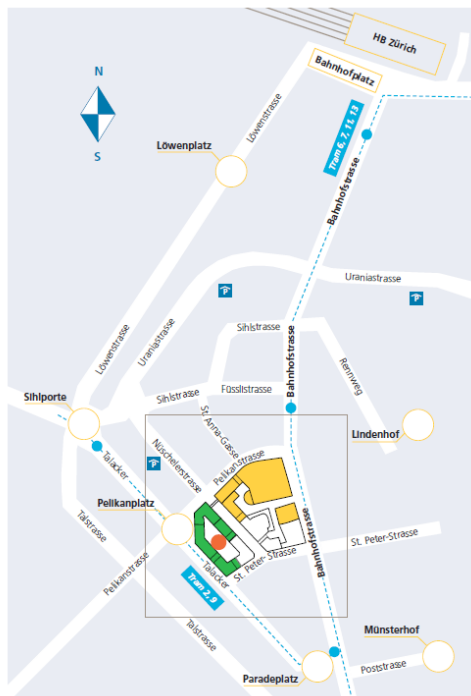 HB Zürich
Bahnhofplatz
N
S
Löwenstrasse
Tram 6, 7, 11, 13
Löwenplatz
Bahnhofstrasse
Uraniastrasse
P
P
Uraniastrasse
Löwenstrasse
Sihlstrasse
Bahnhofstrasse
Rennweg
Sihlstrasse
Füsslistrasse
Sihlporte
St. Anna-Gasse
Lindenhof
Talacker
Nüschelerstrasse
Pelikanstrasse
P
Pelikanplatz
Talstrasse
Bahnhofstrasse
St. Peter-Strasse
St. Peter-Strasse
Pelikanstrasse
Talacker
Tram 2, 9
Talstrasse
Münsterhof
Paradeplatz
Poststrasse